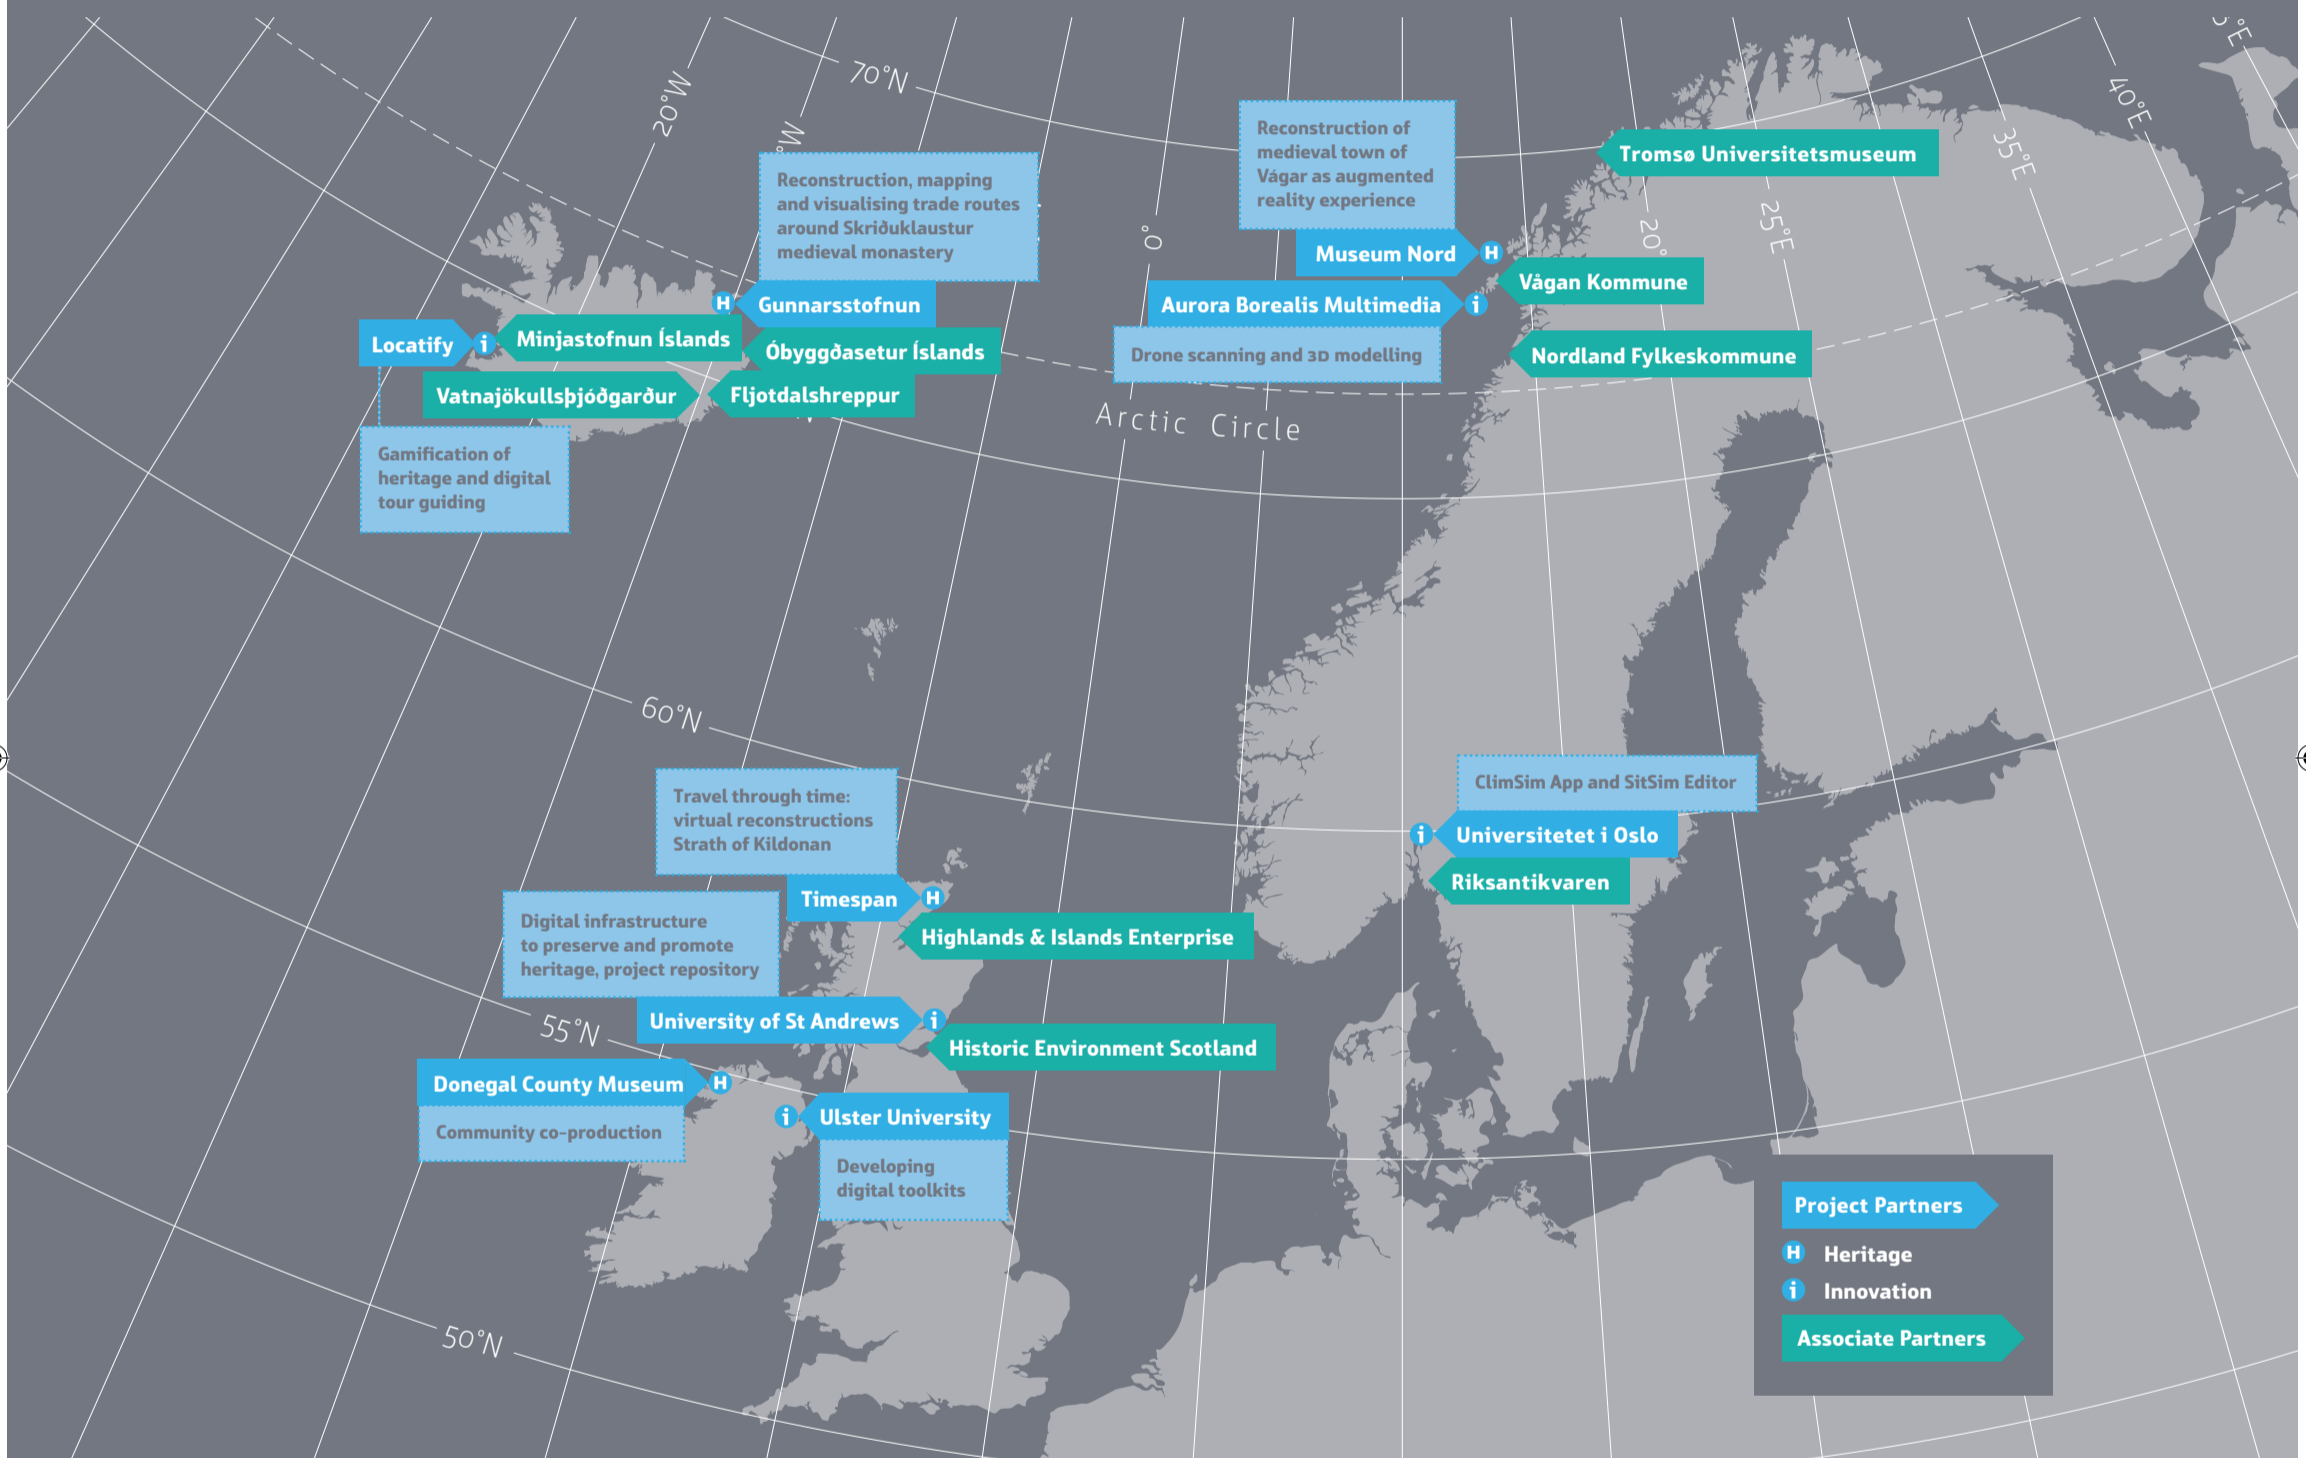 70°N
20°W
°W
0°
20°
25°E
35°E
40°E
5°E
Reconstruction, mapping
and visualising trade routes
around Skriðuklaustur
medieval monastery
H
Gunnarsstofnun
Locatify
i
Minjastofnun Íslands
Óbyggðasetur Íslands
Vatnajökullsþjóðgarður
Fljotdalshreppur
Gamification of
heritage and digital
tour guiding
Reconstruction of
medieval town of
Vágar as augmented
reality experience
Museum Nord
H
Tromsø Universitetsmuseum
Vågan Kommune
Aurora Borealis Multimedia
i
Drone scanning and 3D modelling
Nordland Fylkeskommune
Arctic Circle
60°N
Travel through time:
virtual reconstructions
Strath of Kildonan
Timespan
H
Highlands & Islands Enterprise
Digital infrastructure
to preserve and promote
heritage, project repository
University of St Andrews
i
Historic Environment Scotland
55°N
Donegal County Museum
H
Community co-production
i
Ulster University
Developing
digital toolkits
ClimSim App and SitSim Editor
i
Universitetet i Oslo
Riksantikvaren
50°N
Project Partners
H Heritage
i Innovation
Associate Partners